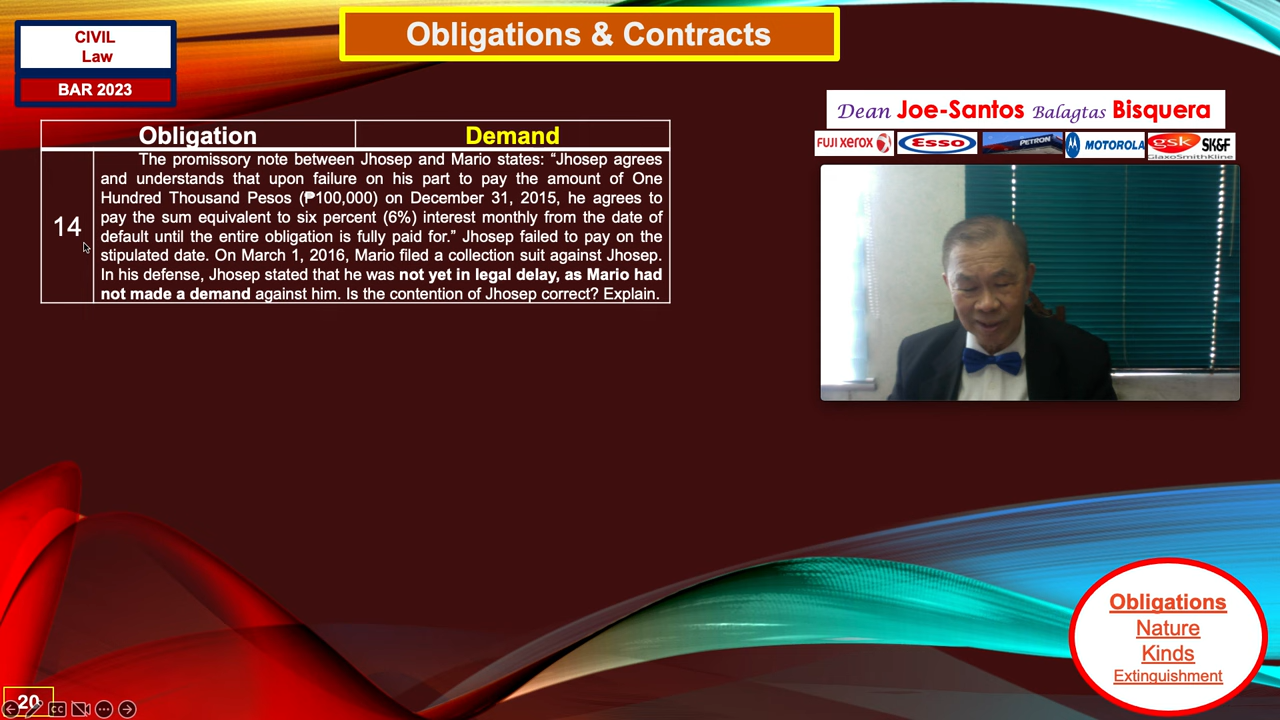 CIVIL
Law
BAR 2023
Obligations & Contracts
Dean Joe-Santos Balagtas Bisquera
FUJI XEROX
Esso
PETRON
MOTOROLA
gsk SK&F
GlaxoSmithKline
Obligation
Demand
14
The promissory note between Jhosep and Mario states: “Jhosep agrees
and understands that upon failure on his part to pay the amount of One
Hundred Thousand Pesos (₱100,000) on December 31, 2015, he agrees to
pay the sum equivalent to six percent (6%) interest monthly from the date of
default until the entire obligation is fully paid for.” Jhosep failed to pay on the
stipulated date. On March 1, 2016, Mario filed a collection suit against Jhosep.
In his defense, Jhosep stated that he was not yet in legal delay, as Mario had
not made a demand against him. Is the contention of Jhosep correct? Explain.
Obligations
Nature
Kinds
Extinguishment
20
CC